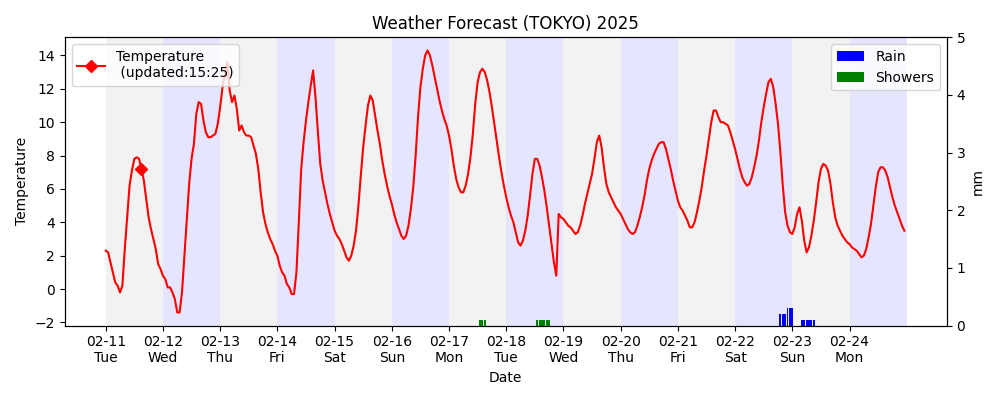 Weather Forecast (TOKYO) 2025
Temperature
(updated:15:25)
Rain
Showers
Temperature
14
12
10
8
6
4
2
0
−2
5
4
3
2
1
0
mm
02-11 02-12 02-13 02-14 02-15 02-16 02-17 02-18 02-19 02-20 02-21 02-22 02-23 02-24
Tue Wed Thu Fri Sat Sun Mon Tue Wed Thu Fri Sat Sun Mon
Date